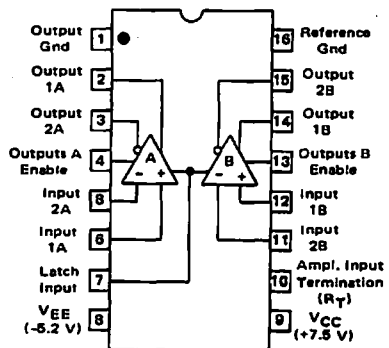 Output
Gnd
1
Output
1A
2
Output
2A
3
Outputs A
Enable
4
Input
2A
5
Input
1A
6
Latch
Input
7
VEE
(-5.2 V)
8
16
Reference
Gnd
15
Output
2B
14
Output
1B
13
Outputs B
Enable
12
Input
1B
11
Input
2B
10
Ampl. Input
Termination
(RT)
9
VCC
(+7.5 V)
A
- +
B
- +